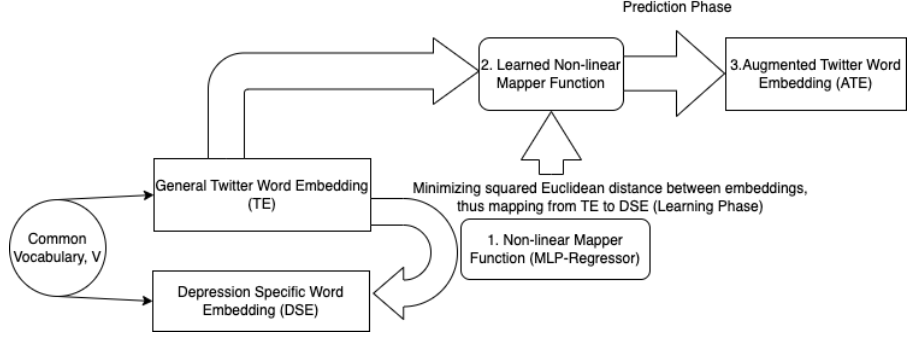 Prediction Phase
2. Learned Non-linear
Mapper Function
3.Augmented Twitter Word
Embedding (ATE)
General Twitter Word Embedding
(TE)
Minimizing squared Euclidean distance between embeddings,
thus mapping from TE to DSE (Learning Phase)
Common
Vocabulary, V
1. Non-linear Mapper
Function (MLP-Regressor)
Depression Specific Word
Embedding (DSE)